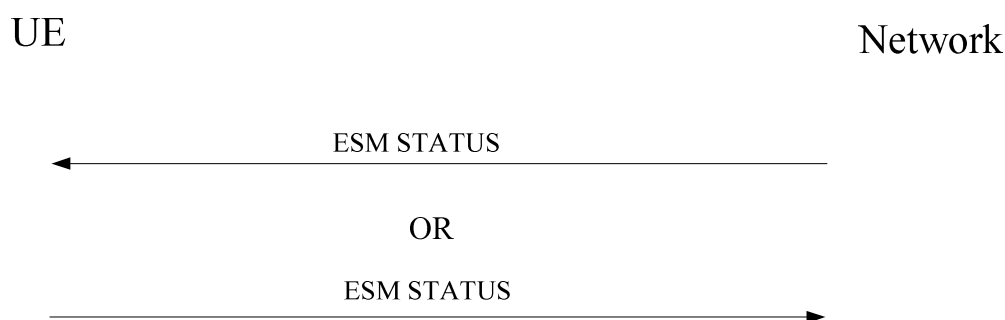 UE
Network
ESM STATUS
OR
ESM STATUS